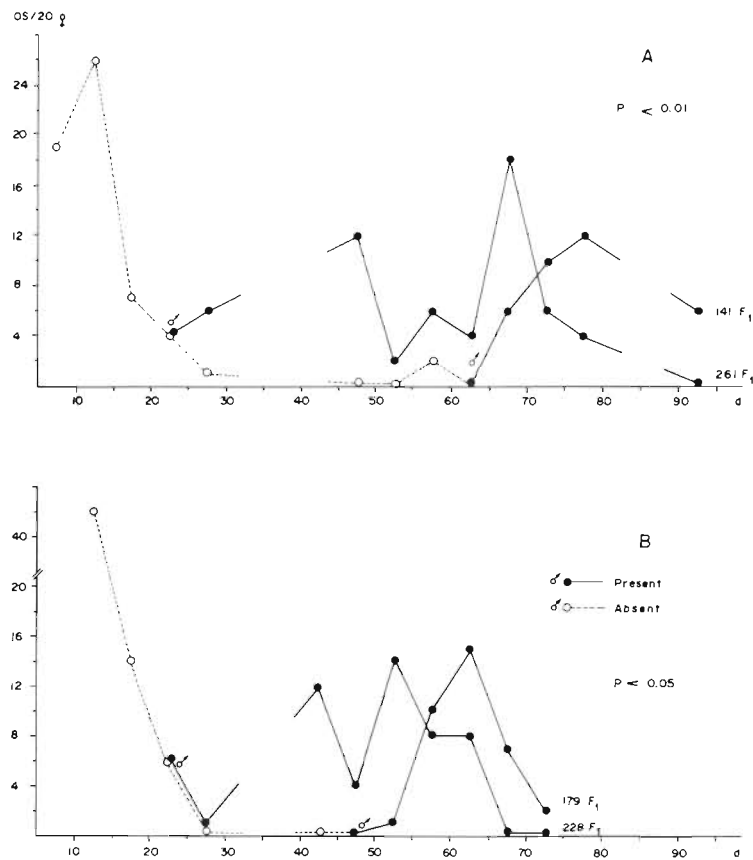 OS/20 ♀
A
P < 0.01
24
20
16
12
8
4
♂
♂
141 F₁
261 F₁
10 20 30 40 50 60 70 80 90 d
B
40
♂ ● Present
♂ ○ Absent
20
16
P < 0.05
12
8
4
♂
♂
179 F₁
228 F₁
10 20 30 40 50 60 70 80 90 d